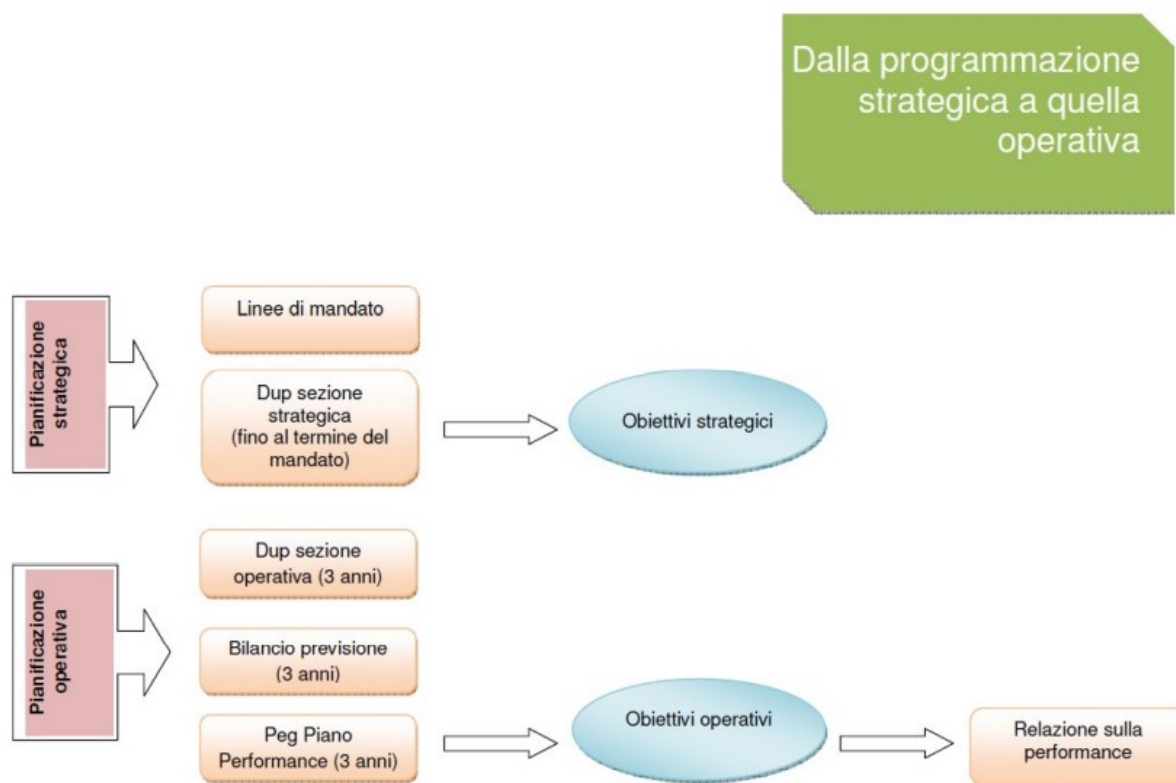 Dalla programmazione
strategica a quella
operativa
Pianificazione
strategica
Linee di mandato
Dup sezione
strategica
(fino al termine del
mandato)
Obiettivi strategici
Pianificazione
operativa
Dup sezione
operativa (3 anni)
Bilancio previsione
(3 anni)
Peg Piano
Performance (3 anni)
Obiettivi operativi
Relazione sulla
performance